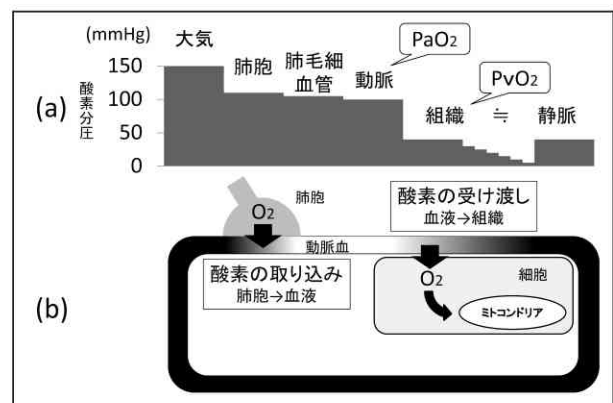 (mmHg)
大気
PaO2
肺胞
肺毛細
血管
動脈
PvO2
組織
≒
静脈
150
100
50
0
酸素分圧
(a)
肺胞
O2
酸素の受け渡し
血液→組織
動脈血
酸素の取り込み
肺胞→血液
O2
細胞
ミトコンドリア
(b)